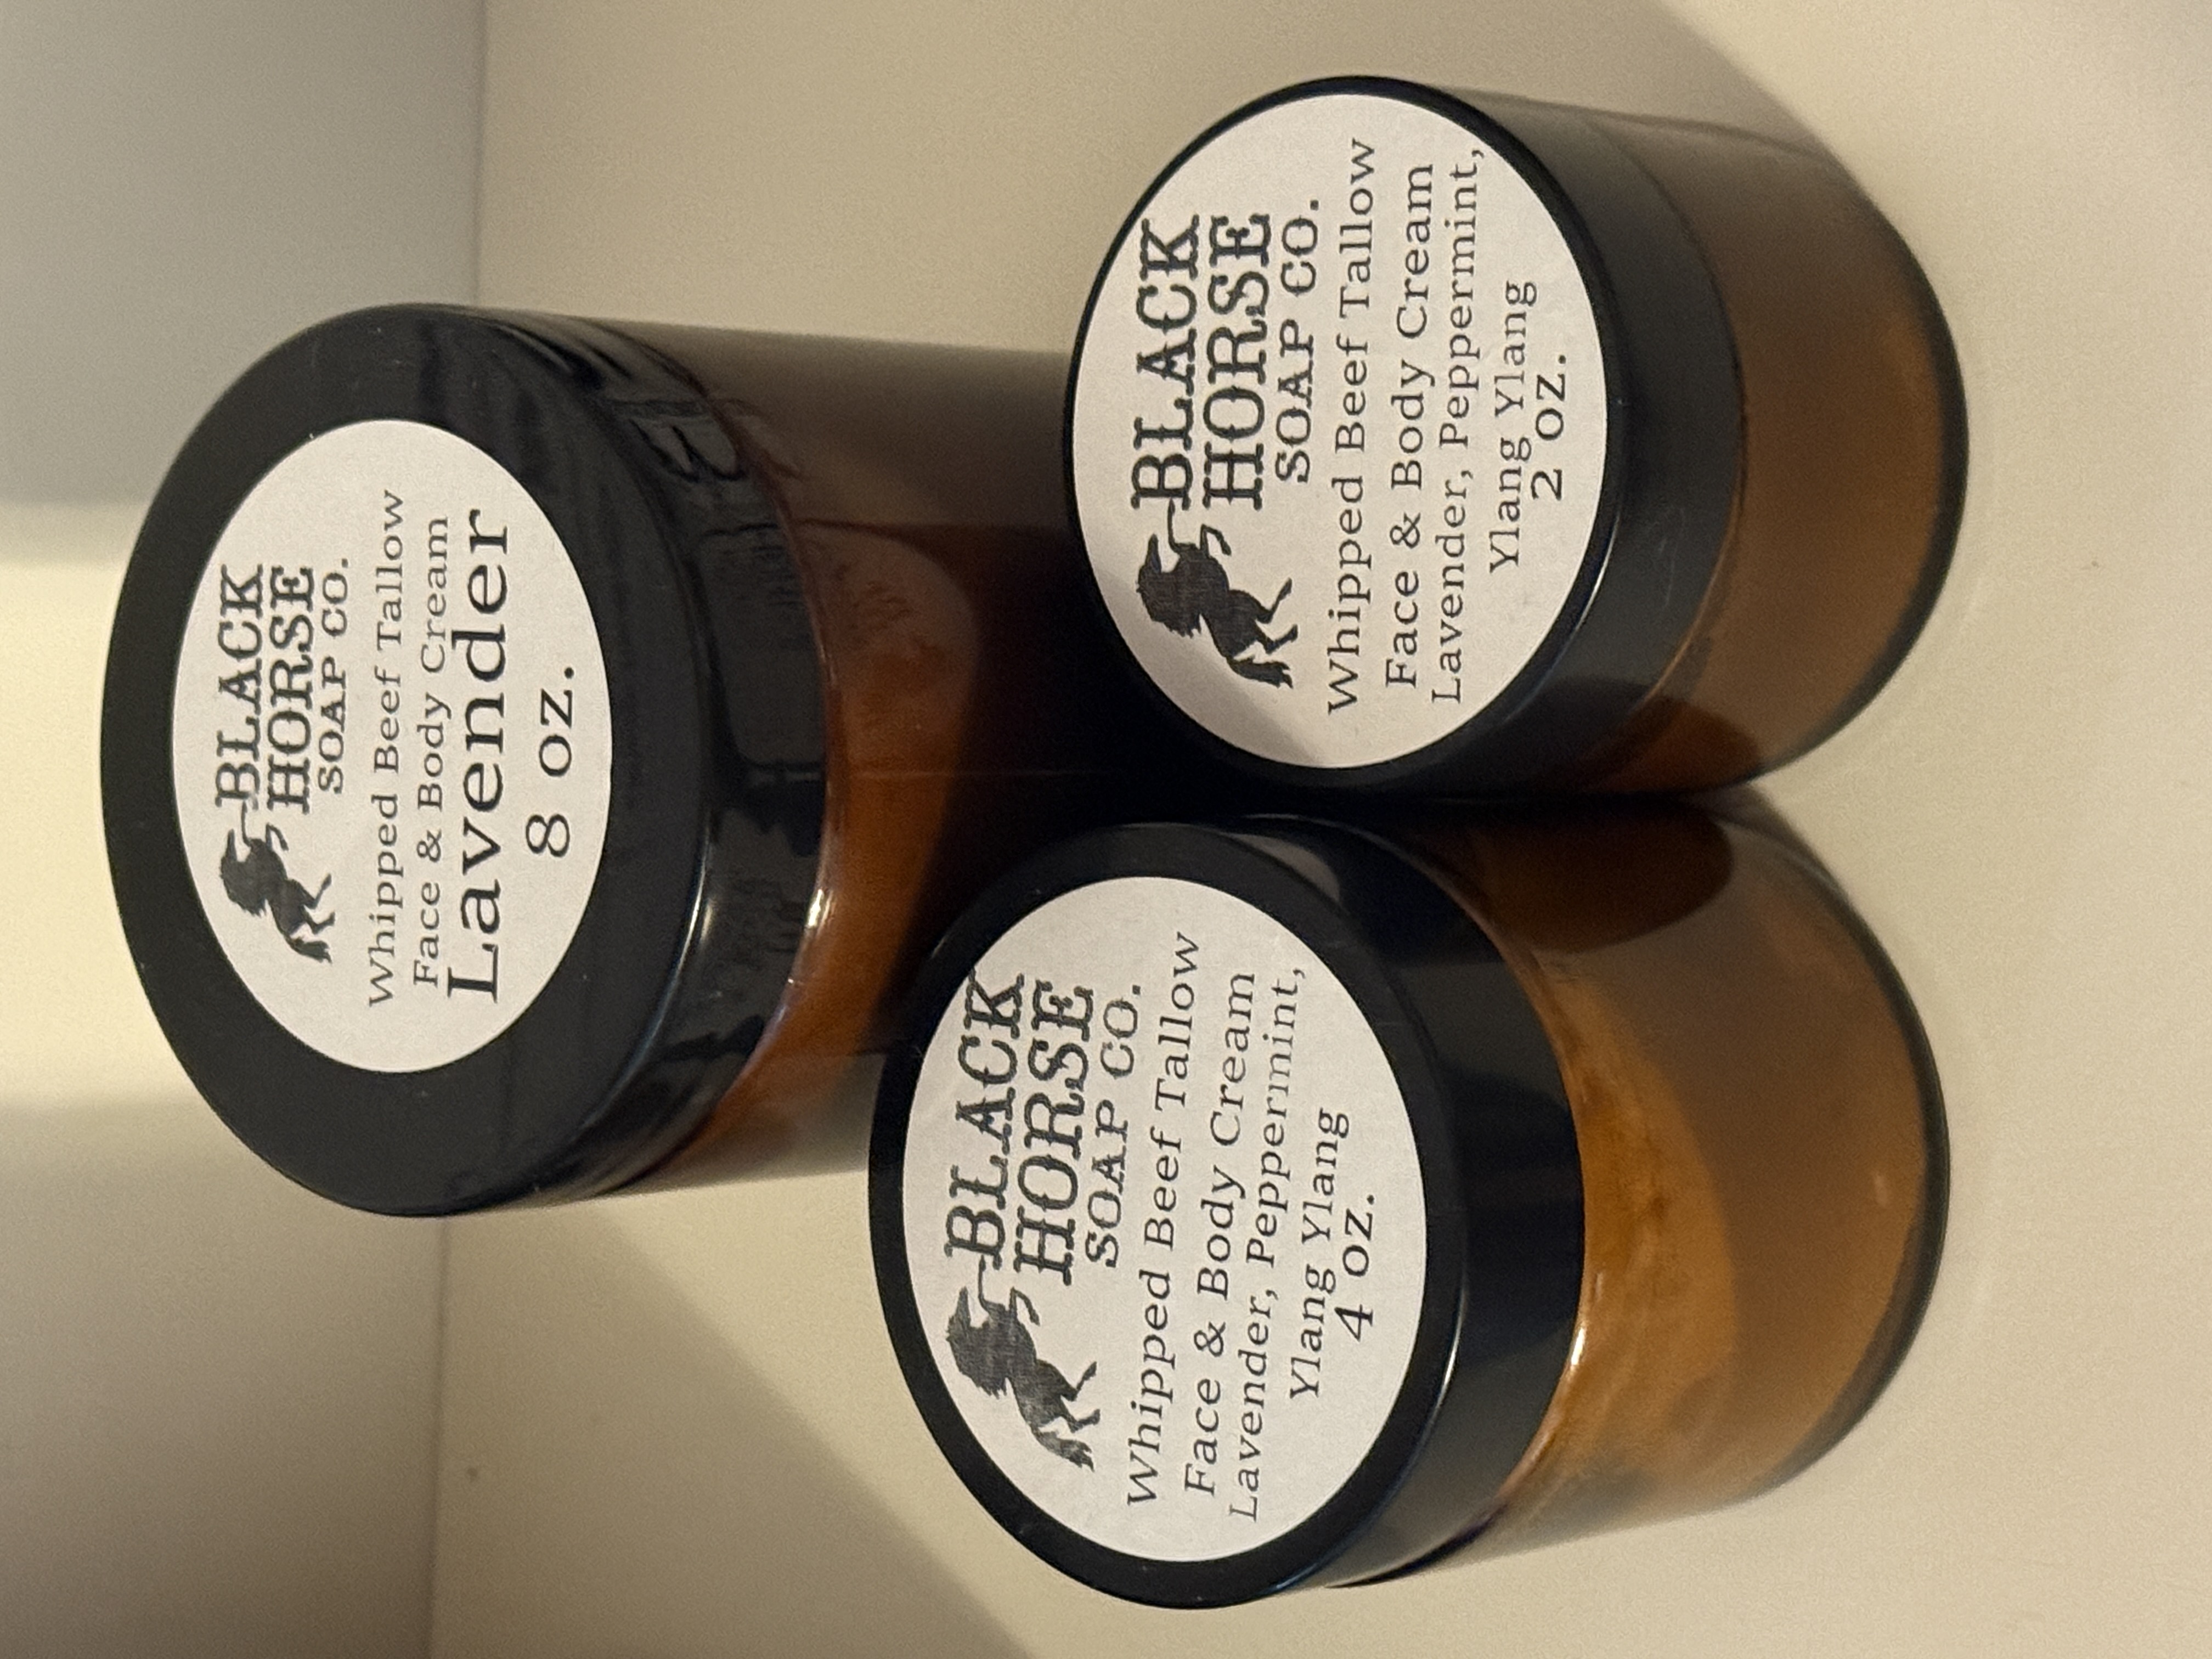 BLACK
HORSE
SOAP CO.
Whipped Beef Tallow
Face & Body Cream
Lavender
8 oz.
BLACK
HORSE
SOAP CO.
Whipped Beef Tallow
Face & Body Cream
Lavender, Peppermint,
Ylang Ylang
4 oz.
BLACK
HORSE
SOAP CO.
Whipped Beef Tallow
Face & Body Cream
Lavender, Peppermint,
Ylang Ylang
2 oz.